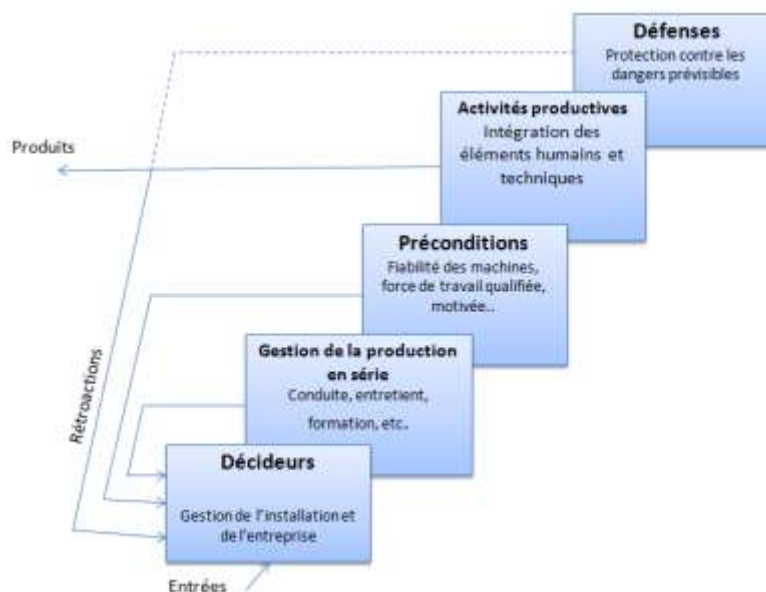 Défenses
Protection contre les
dangers prévisibles
Activités productives
Intégration des
éléments humains et
techniques
Produits
Préconditions
Fiabilité des machines,
force de travail qualifiée,
motivée..
Gestion de la production
en série
Conduite, entretient,
formation, etc.
Rétroactions
Décideurs
Gestion de l'installation et
de l'entreprise
Entrées